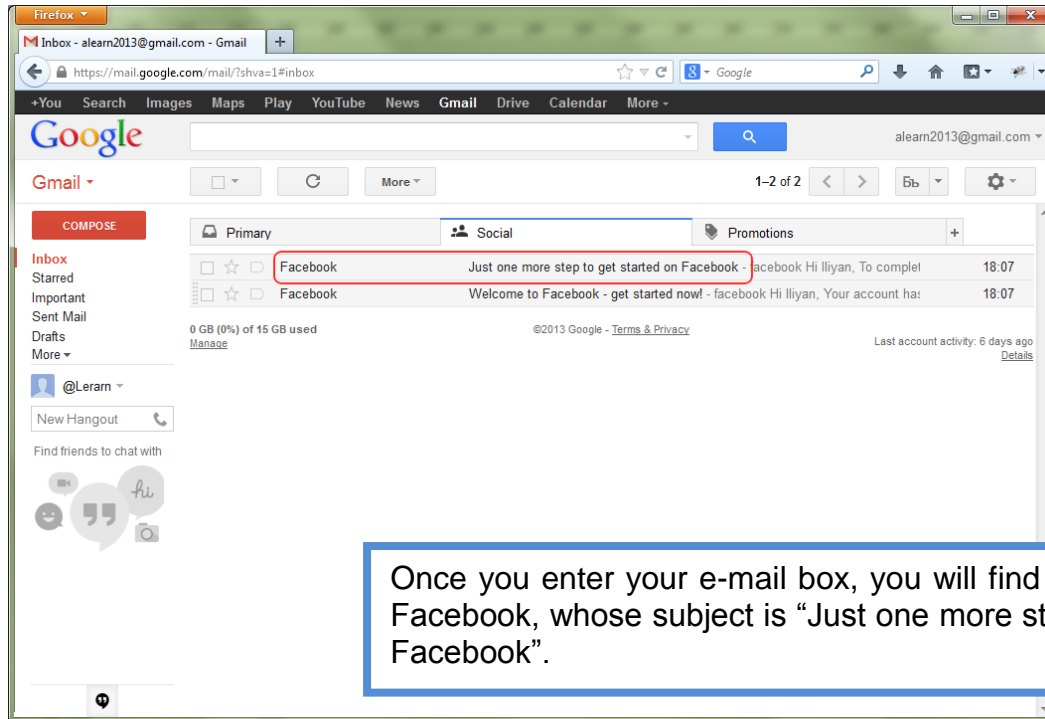 Firefox
Inbox - alearn2013@gmail.com - Gmail
https://mail.google.com/mail/?shva=1#inbox
Google
+You Search Images Maps Play YouTube News Gmail Drive Calendar More
Google
alearn2013@gmail.com
Gmail
More
1–2 of 2
Бь
COMPOSE
Primary
Social
Promotions
+
Inbox
Starred
Important
Sent Mail
Drafts
More
Facebook Just one more step to get started on Facebook - facebook Hi Iliyan, To complet 18:07
Facebook Welcome to Facebook - get started now! - facebook Hi Iliyan, Your account has 18:07
0 GB (0%) of 15 GB used
Manage
©2013 Google - Terms & Privacy
Last account activity: 6 days ago
Details
@Lerarn
New Hangout
Find friends to chat with
hi
Once you enter your e-mail box, you will find
Facebook, whose subject is “Just one more st
Facebook”.